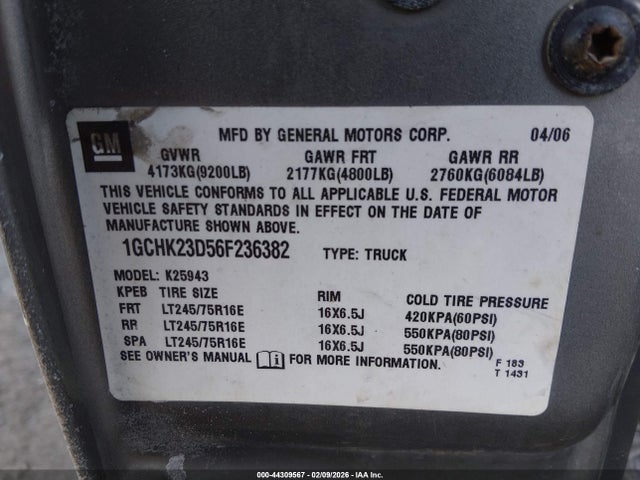 GM
MFD BY GENERAL MOTORS CORP. 04/06
GVWR GAWR FRT GAWR RR
4173KG(9200LB) 2177KG(4800LB) 2760KG(6084LB)
THIS VEHICLE CONFORMS TO ALL APPLICABLE U.S. FEDERAL MOTOR
VEHICLE SAFETY STANDARDS IN EFFECT ON THE DATE OF
MANUFACTURE SHOWN ABOVE.
1GCHK23D56F236382 TYPE: TRUCK
MODEL: K25943
KPEB TIRE SIZE RIM COLD TIRE PRESSURE
FRT LT245/75R16E 16X6.5J 420KPA(60PSI)
RR LT245/75R16E 16X6.5J 550KPA(80PSI)
SPA LT245/75R16E 16X6.5J 550KPA(80PSI)
SEE OWNER'S MANUAL FOR MORE INFORMATION.
F 183
T 1431
000-44309567 - 02/09/2026 - IAA Inc.